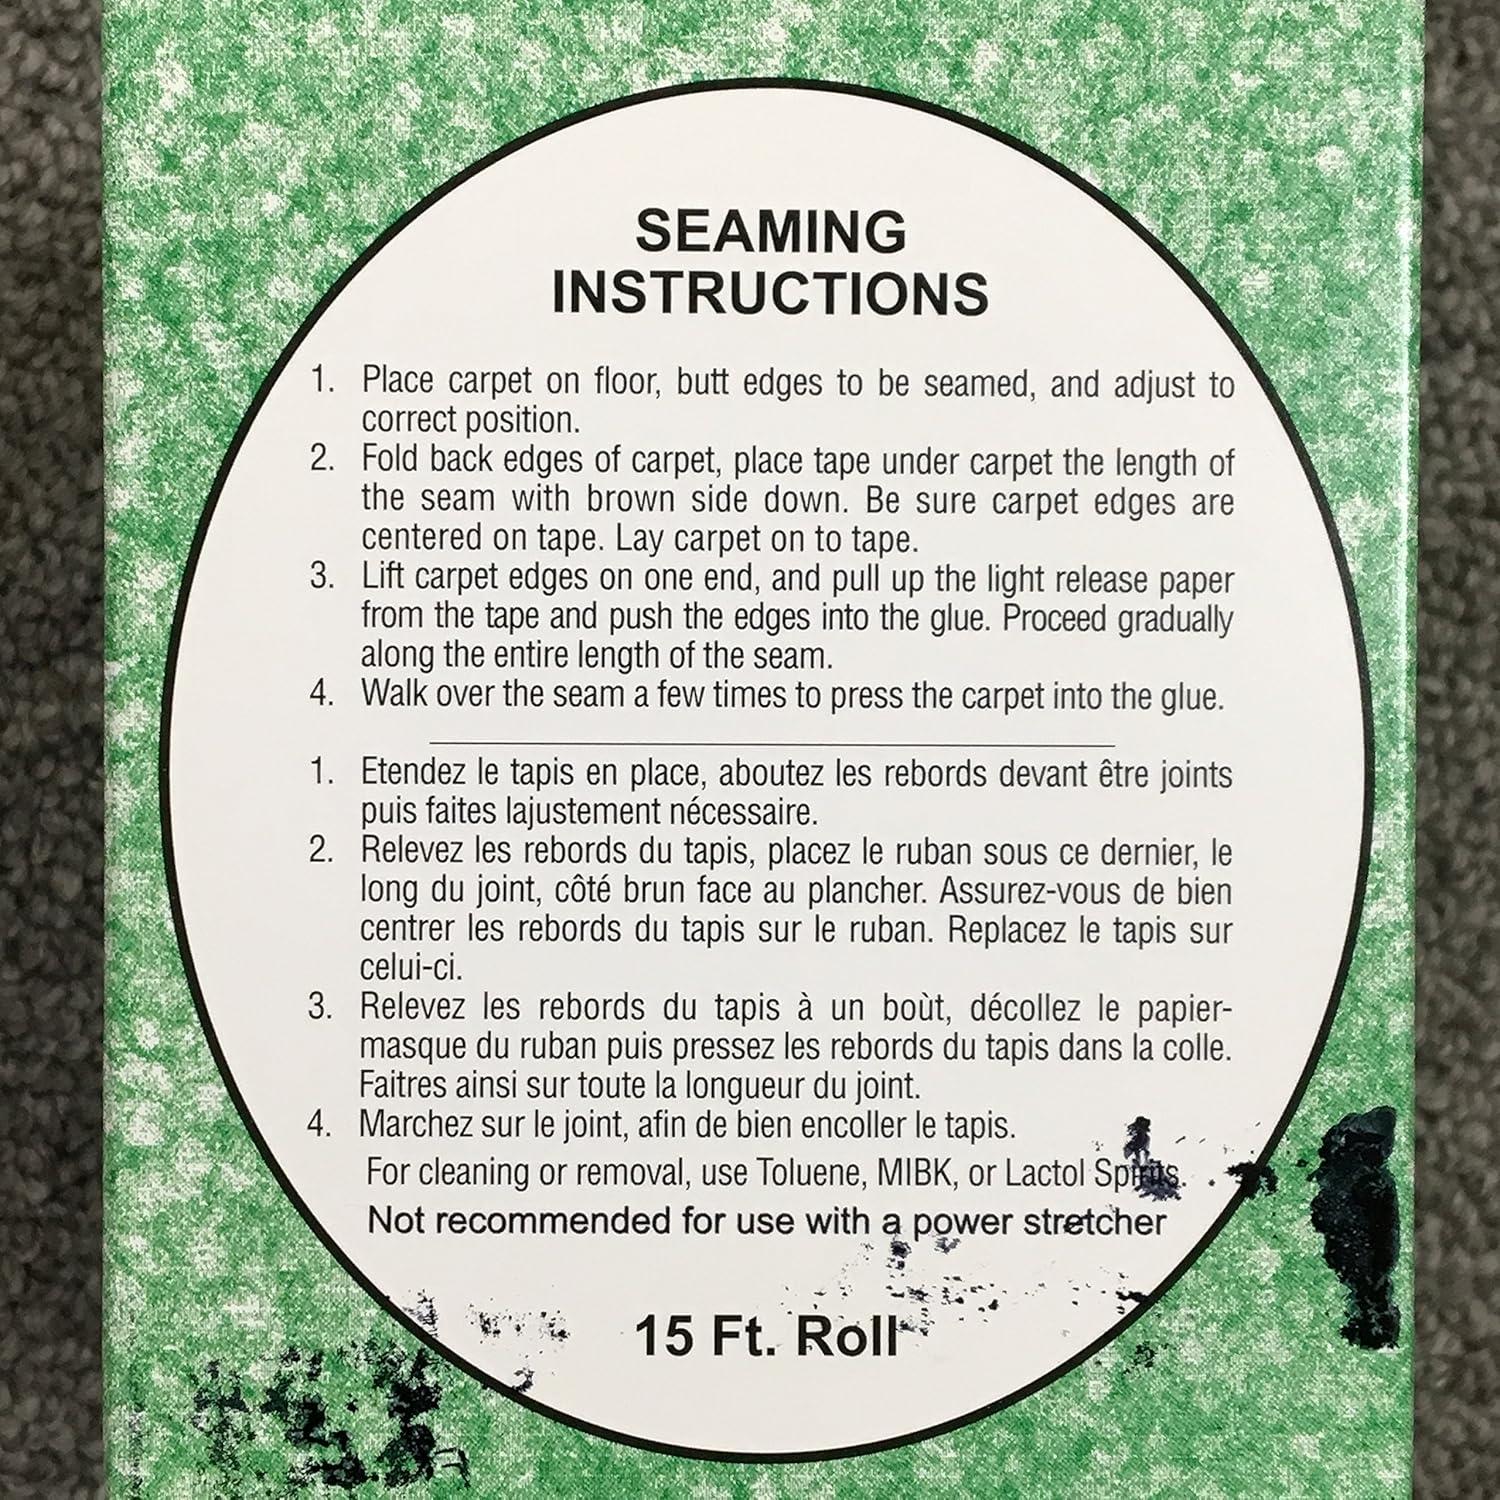 SEAMING
INSTRUCTIONS
1. Place carpet on floor, butt edges to be seamed, and adjust to
correct position.
2. Fold back edges of carpet, place tape under carpet the length of
the seam with brown side down. Be sure carpet edges are
centered on tape. Lay carpet on to tape.
3. Lift carpet edges on one end, and pull up the light release paper
from the tape and push the edges into the glue. Proceed gradually
along the entire length of the seam.
4. Walk over the seam a few times to press the carpet into the glue.
1. Etendez le tapis en place, aboutez les rebords devant être joints
puis faites lajustement nécessaire.
2. Relevez les rebords du tapis, placez le ruban sous ce dernier, le
long du joint, côté brun face au plancher. Assurez-vous de bien
centrer les rebords du tapis sur le ruban. Replacez le tapis sur
celui-ci.
3. Relevez les rebords du tapis à un boùt, décollez le papier-
masque du ruban puis pressez les rebords du tapis dans la colle.
Faitres ainsi sur toute la longueur du joint.
4. Marchez sur le joint, afin de bien encoller le tapis.
For cleaning or removal, use Toluene, MIBK, or Lactol Spirits.
Not recommended for use with a power stretcher
15 Ft. Roll